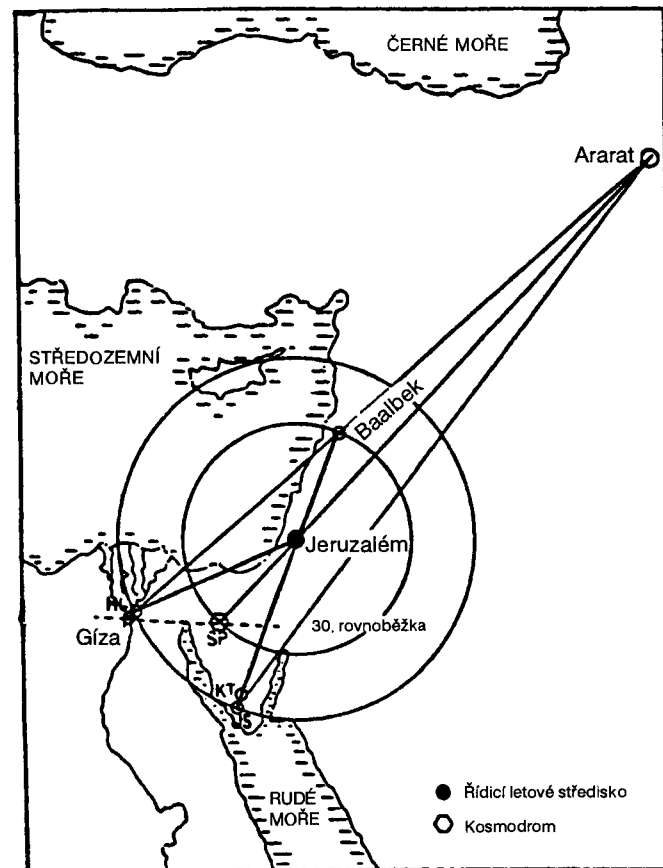 ČERNÉ MOŘE
Ararat
STŘEDOZEMNÍ
MOŘE
Baalbek
Jeruzalém
30. rovnoběžka
Gíza
SP
KT
RUDÉ
MOŘE
Řídicí letové středisko
Kosmodrom